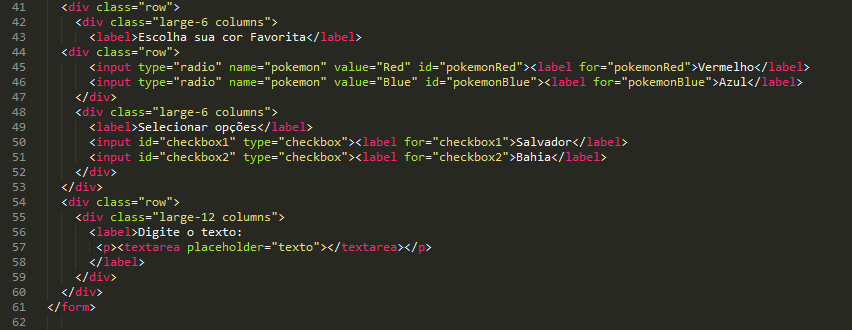 41 <div class="row">
42 <div class="large-6 columns">
43 <label>Escolha sua cor Favorita</label>
44 <div class="row">
45 <input type="radio" name="pokemon" value="Red" id="pokemonRed"><label for="pokemonRed">Vermelho</label>
46 <input type="radio" name="pokemon" value="Blue" id="pokemonBlue"><label for="pokemonBlue">Azul</label>
47 </div>
48 <div class="large-6 columns">
49 <label>Selecionar opções</label>
50 <input id="checkbox1" type="checkbox"><label for="checkbox1">Salvador</label>
51 <input id="checkbox2" type="checkbox"><label for="checkbox2">Bahia</label>
52 </div>
53 </div>
54 <div class="row">
55 <div class="large-12 columns">
56 <label>Digite o texto:
57 <p><textarea placeholder="texto"></textarea></p>
58 </label>
59 </div>
60 </div>
61 </form>
62